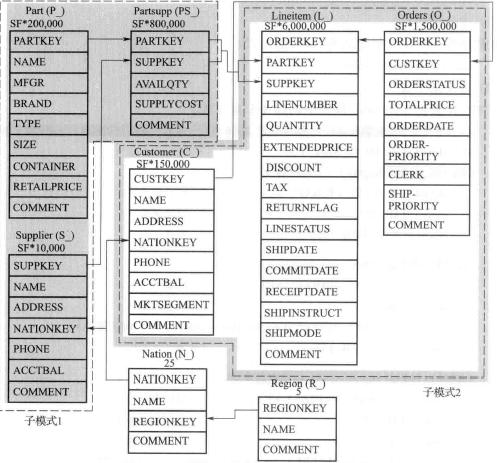 Part (P_)
SF*200,000
PARTKEY
NAME
MFGR
BRAND
TYPE
SIZE
CONTAINER
RETAILPRICE
COMMENT
Partsupp (PS_)
SF*800,000
PARTKEY
SUPPKEY
AVAILQTY
SUPPLYCOST
COMMENT
Lineitem (L_)
SF*6,000,000
ORDERKEY
PARTKEY
SUPPKEY
LINENUMBER
QUANTITY
EXTENDEDPRICE
DISCOUNT
TAX
RETURNFLAG
LINESTATUS
SHIPDATE
COMMITDATE
RECEIPTDATE
SHIPINSTRUCT
SHIPMODE
COMMENT
Orders (O_)
SF*1,500,000
ORDERKEY
CUSTKEY
ORDERSTATUS
TOTALPRICE
ORDERDATE
ORDER-
PRIORITY
CLERK
SHIP-
PRIORITY
COMMENT
Customer (C_)
SF*150,000
CUSTKEY
NAME
ADDRESS
NATIONKEY
PHONE
ACCTBAL
MKTSEGMENT
COMMENT
Supplier (S_)
SF*10,000
SUPPKEY
NAME
ADDRESS
NATIONKEY
PHONE
ACCTBAL
COMMENT
子模式1
Nation (N_)
25
NATIONKEY
NAME
REGIONKEY
COMMENT
Region (R_)
5
REGIONKEY
NAME
COMMENT
子模式2